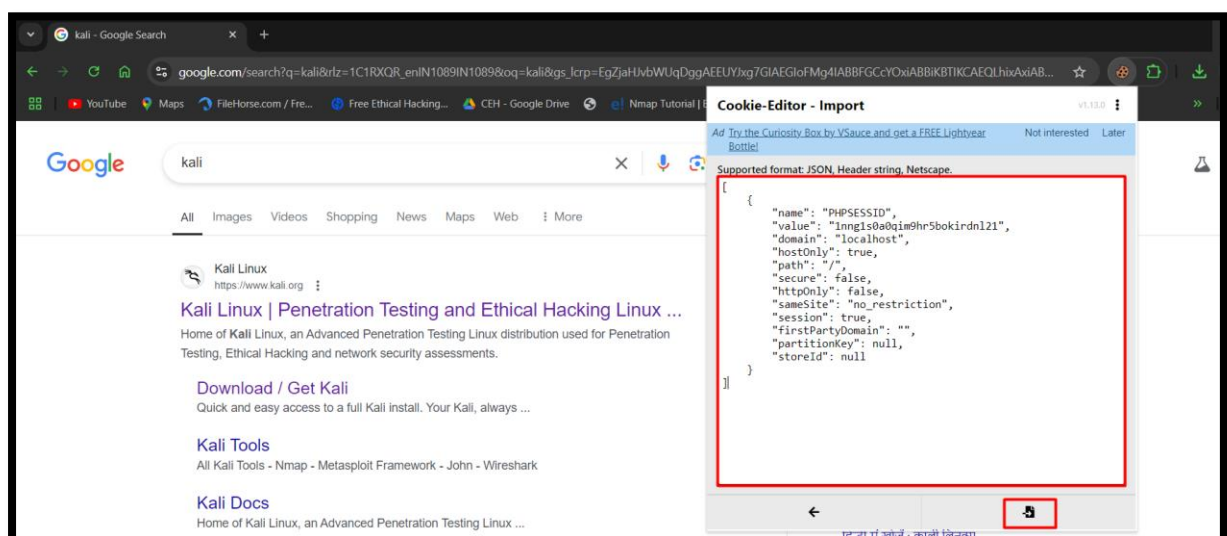 kali - Google Search
google.com/search?q=kali&rlz=1C1RXQR_enIN1089IN1089&oq=kali&gs_lcrp=EgZjaHJvbWUqDggAEEUYJxg7GIAEGIoFMg4IABBFGCcYOxiABBiKBTIKCAEQLhixAxiAB...
YouTube Maps FileHorse.com / Fre... Free Ethical Hacking... CEH - Google Drive Nmap Tutorial |
Cookie-Editor - Import v1.13.0
Ad Try the Curiosity Box by VSauce and get a FREE Lightyear Bottle! Not interested Later
Supported format: JSON, Header string, Netscape.
[
{
"name": "PHPSESSID",
"value": "1nng1s0a0qim9hr5bokirdnl21",
"domain": "localhost",
"hostOnly": true,
"path": "/",
"secure": false,
"httpOnly": false,
"sameSite": "no_restriction",
"session": true,
"firstPartyDomain": "",
"partitionKey": null,
"storeId": null
}
]
Google
kali
All Images Videos Shopping News Maps Web More
Kali Linux
https://www.kali.org
Kali Linux | Penetration Testing and Ethical Hacking Linux ...
Home of Kali Linux, an Advanced Penetration Testing Linux distribution used for Penetration
Testing, Ethical Hacking and network security assessments.
Download / Get Kali
Quick and easy access to a full Kali install. Your Kali, always ...
Kali Tools
All Kali Tools - Nmap - Metasploit Framework - John - Wireshark
Kali Docs
Home of Kali Linux, an Advanced Penetration Testing Linux ...